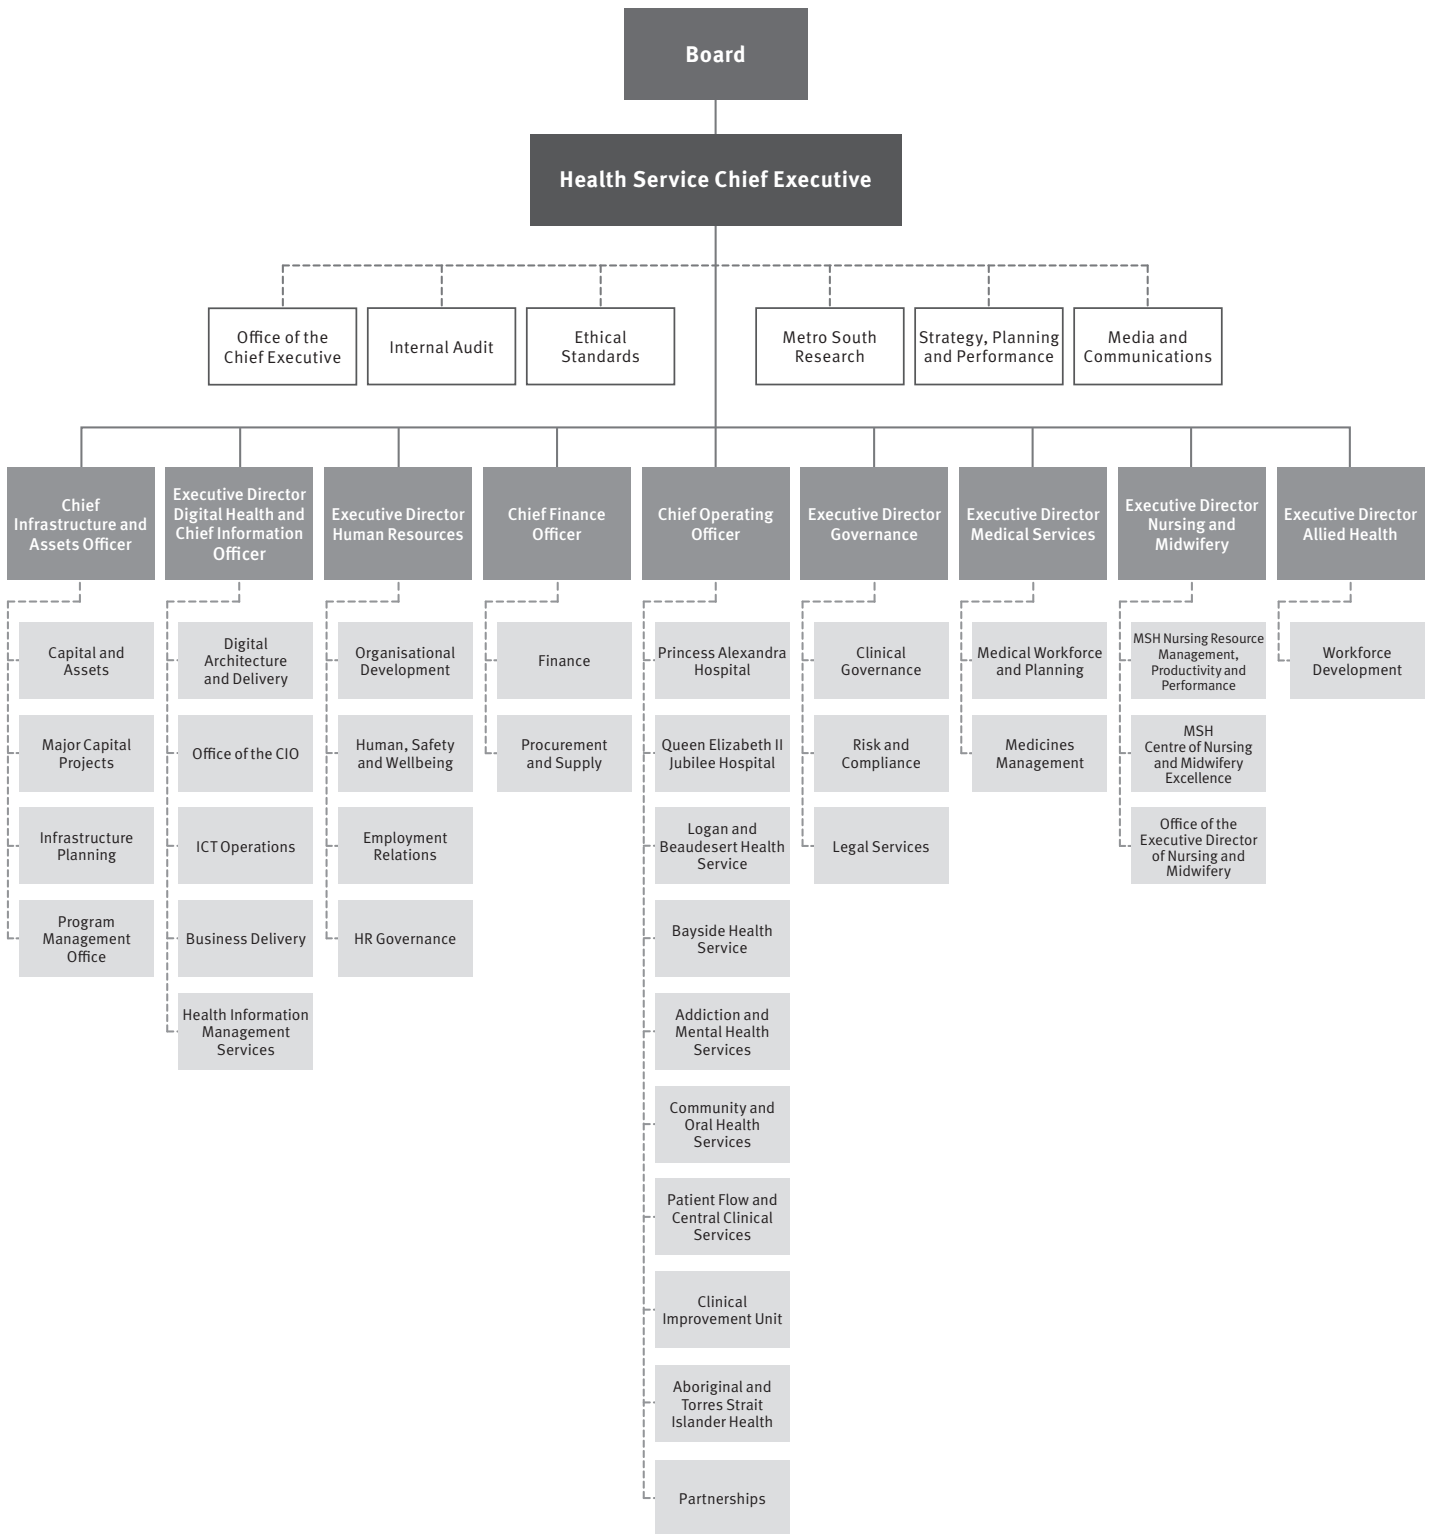 Board
Health Service Chief Executive
Office of the
Chief Executive
Internal Audit
Ethical
Standards
Metro South
Research
Strategy, Planning
and Performance
Media and
Communications
Chief
Infrastructure and
Assets Officer
Executive Director
Digital Health and
Chief Information
Officer
Executive Director
Human Resources
Chief Finance
Officer
Chief Operating
Officer
Executive Director
Governance
Executive Director
Medical Services
Executive Director
Nursing and
Midwifery
Executive Director
Allied Health
Capital and
Assets
Major Capital
Projects
Infrastructure
Planning
Program
Management
Office
Digital
Architecture
and Delivery
Office of the CIO
ICT Operations
Business Delivery
Health Information
Management
Services
Organisational
Development
Human, Safety
and Wellbeing
Employment
Relations
HR Governance
Finance
Procurement
and Supply
Princess Alexandra
Hospital
Queen Elizabeth II
Jubilee Hospital
Logan and
Beaudesert Health
Service
Bayside Health
Service
Addiction and
Mental Health
Services
Community and
Oral Health
Services
Patient Flow and
Central Clinical
Services
Clinical
Improvement Unit
Aboriginal and
Torres Strait
Islander Health
Partnerships
Clinical
Governance
Risk and
Compliance
Legal Services
Medical Workforce
and Planning
Medicines
Management
MSH Nursing Resource
Management,
Productivity and
Performance
MSH
Centre of Nursing
and Midwifery
Excellence
Office of the
Executive Director
of Nursing and
Midwifery
Workforce
Development